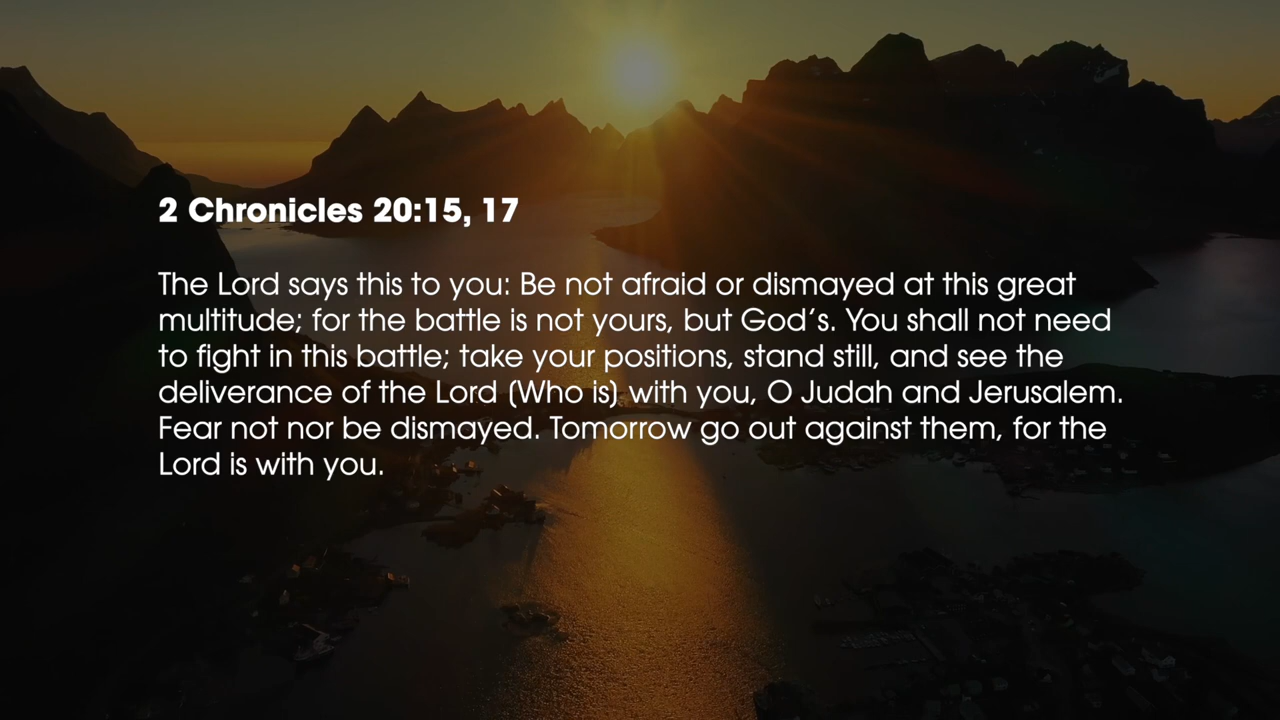 2 Chronicles 20:15, 17
The Lord says this to you: Be not afraid or dismayed at this great
multitude; for the battle is not yours, but God’s. You shall not need
to fight in this battle; take your positions, stand still, and see the
deliverance of the Lord (Who is) with you, O Judah and Jerusalem.
Fear not nor be dismayed. Tomorrow go out against them, for the
Lord is with you.